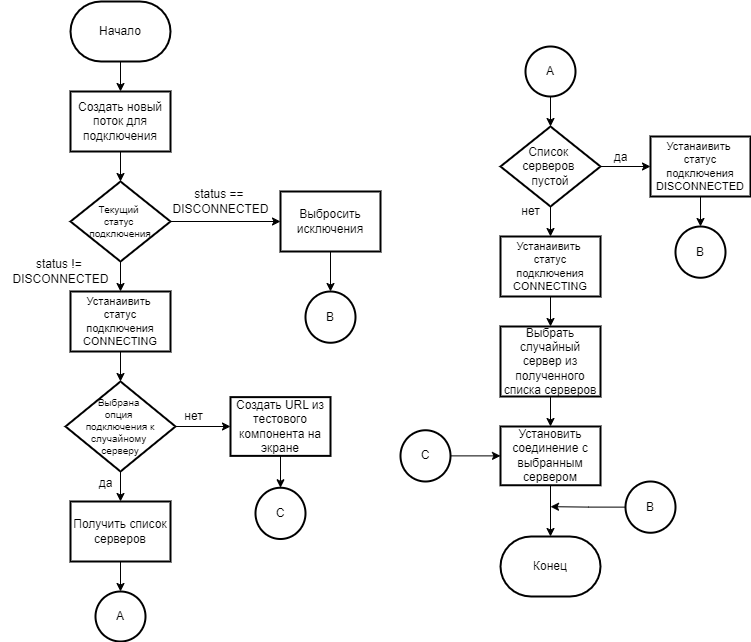 Начало
Создать новый
поток для
подключения
Текущий
статус
подключения
status ==
DISCONNECTED
Выбросить
исключения
B
status !=
DISCONNECTED
Устанаивить
статус
подключения
CONNECTING
Выбрана
опция
подключения к
случайному
серверу
нет
Создать URL из
тестового
компонента на
экране
C
да
Получить список
серверов
A
A
Список
серверов
пустой
да
Устанаивить
статус
подключения
DISCONNECTED
B
нет
Устанаивить
статус
подключения
CONNECTING
Выбрать
случайный
сервер из
полученного
списка серверов
C
Установить
соединение с
выбранным
сервером
B
Конец